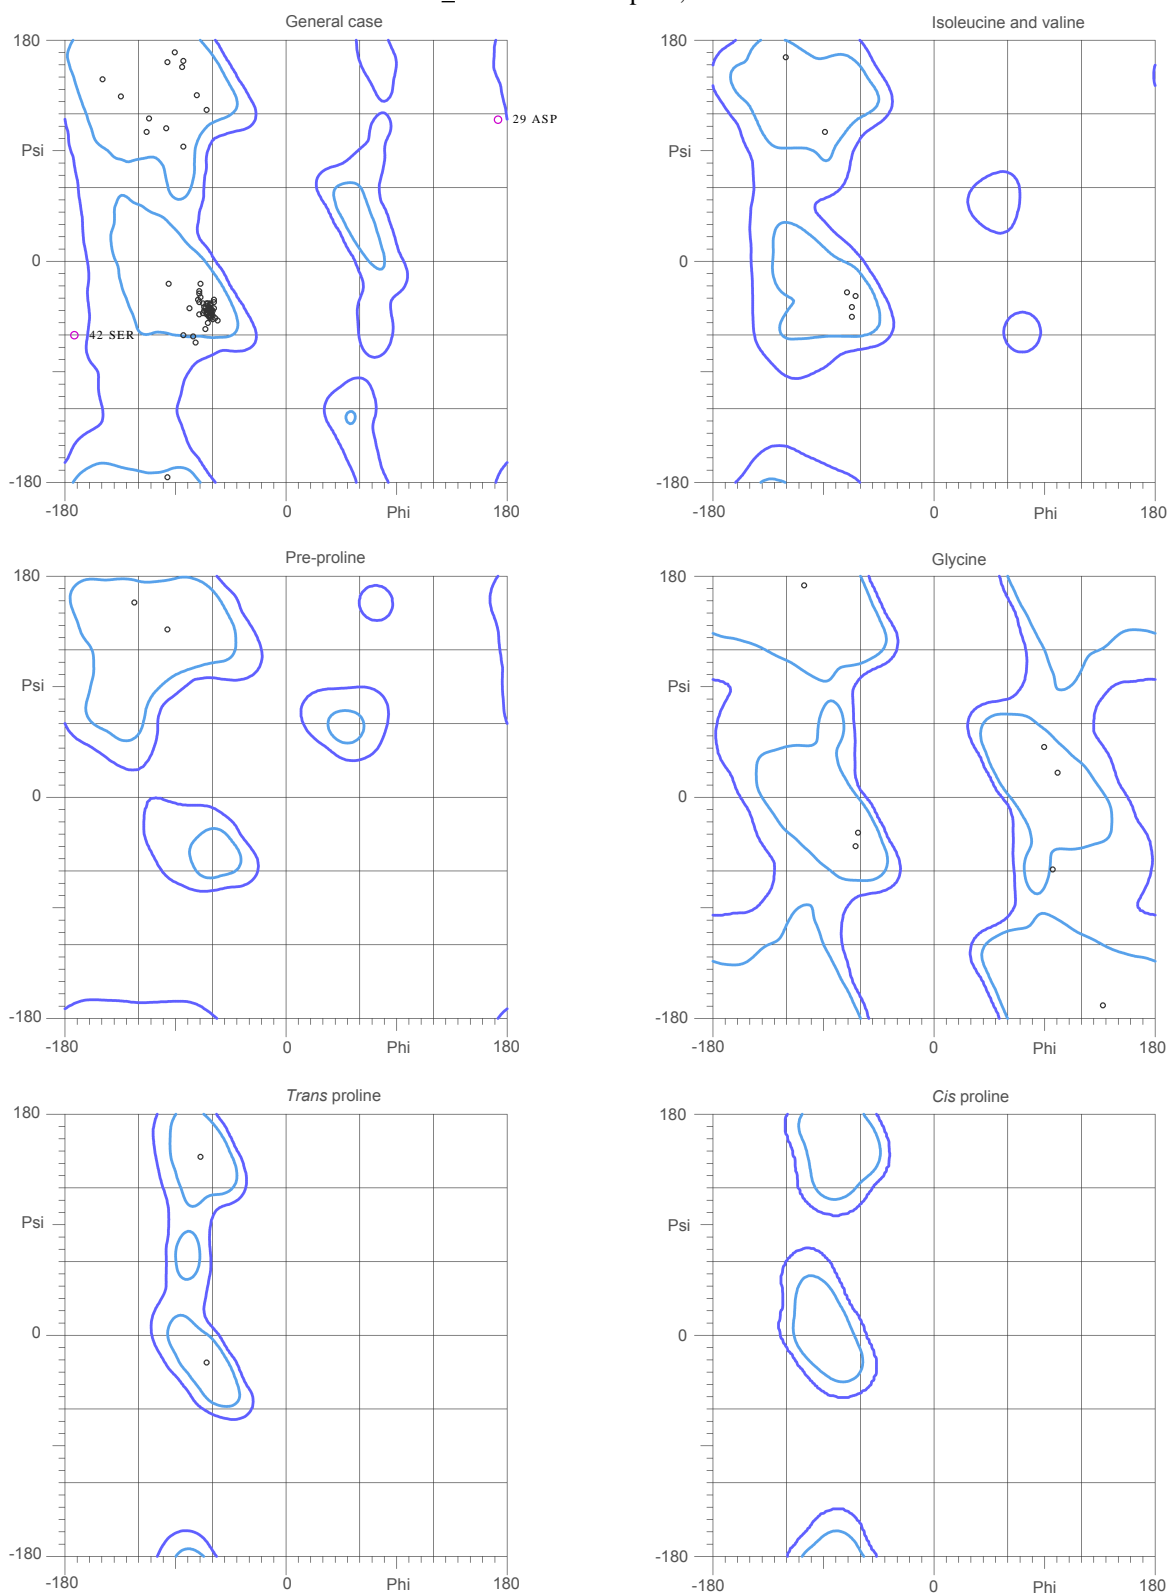 General case
Isoleucine and valine
180
180
29 ASP
Psi
Psi
0
0
42 SER
-180
-180
-180
0
Phi
180
-180
0
Phi
180
Pre-proline
Glycine
180
180
Psi
Psi
0
0
-180
-180
-180
0
Phi
180
-180
0
Phi
180
Trans proline
Cis proline
180
180
Psi
Psi
0
0
-180
-180
-180
0
Phi
180
-180
0
Phi
180